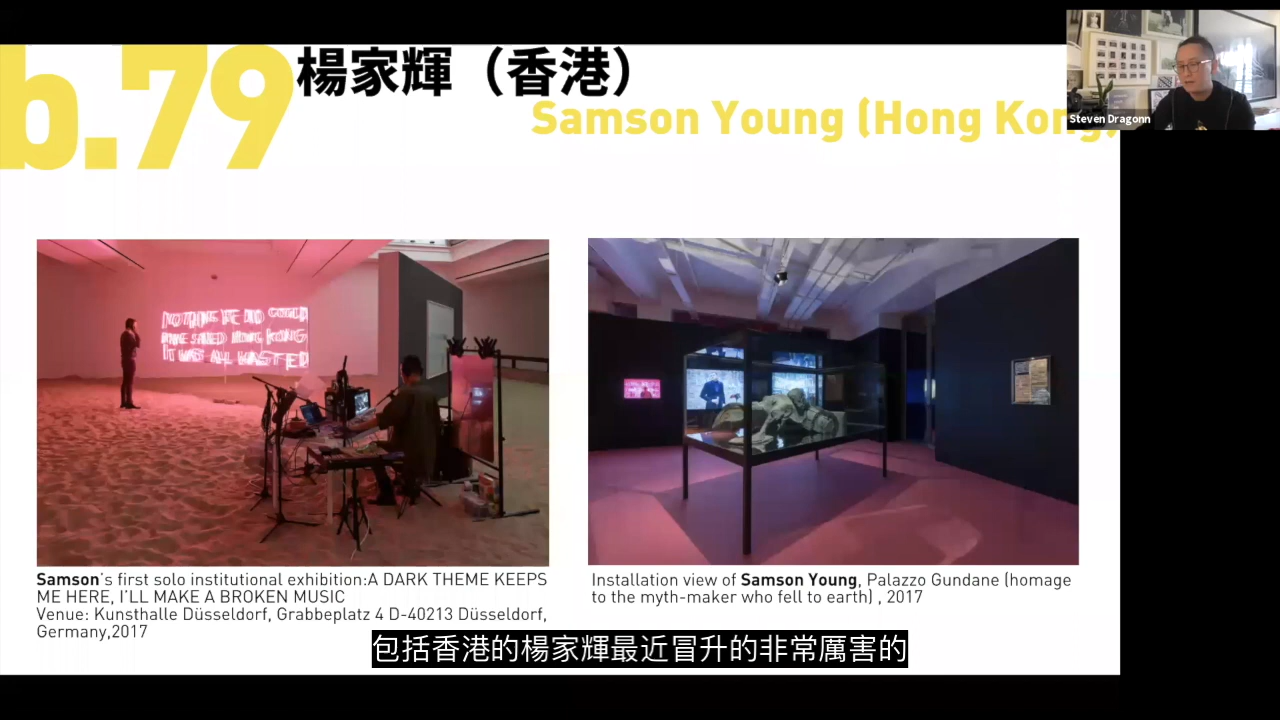 b.79
楊家輝（香港）
Samson Young (Hong Kong)
Steven Dragonn
Samson's first solo institutional exhibition:A DARK THEME KEEPS
ME HERE, I'LL MAKE A BROKEN MUSIC
Venue: Kunsthalle Düsseldorf, Grabbeplatz 4 D-40213 Düsseldorf,
Germany,2017
Installation view of Samson Young, Palazzo Gundane (homage
to the myth-maker who fell to earth) , 2017
包括香港的楊家輝最近冒升的非常厲害的